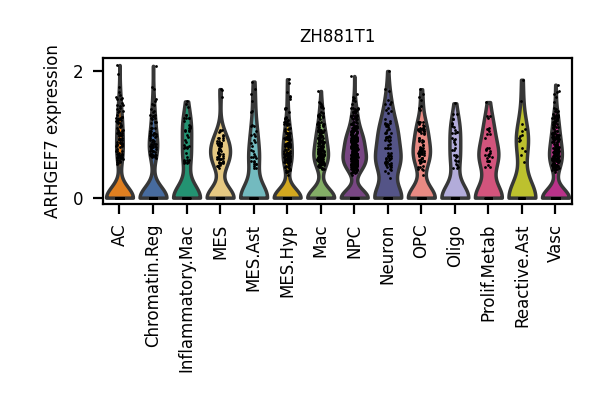 ZH881T1
ARHGEF7 expression
2
0
AC
Chromatin.Reg
Inflammatory.Mac
MES
MES.Ast
MES.Hyp
Mac
NPC
Neuron
OPC
Oligo
Prolif.Metab
Reactive.Ast
Vasc